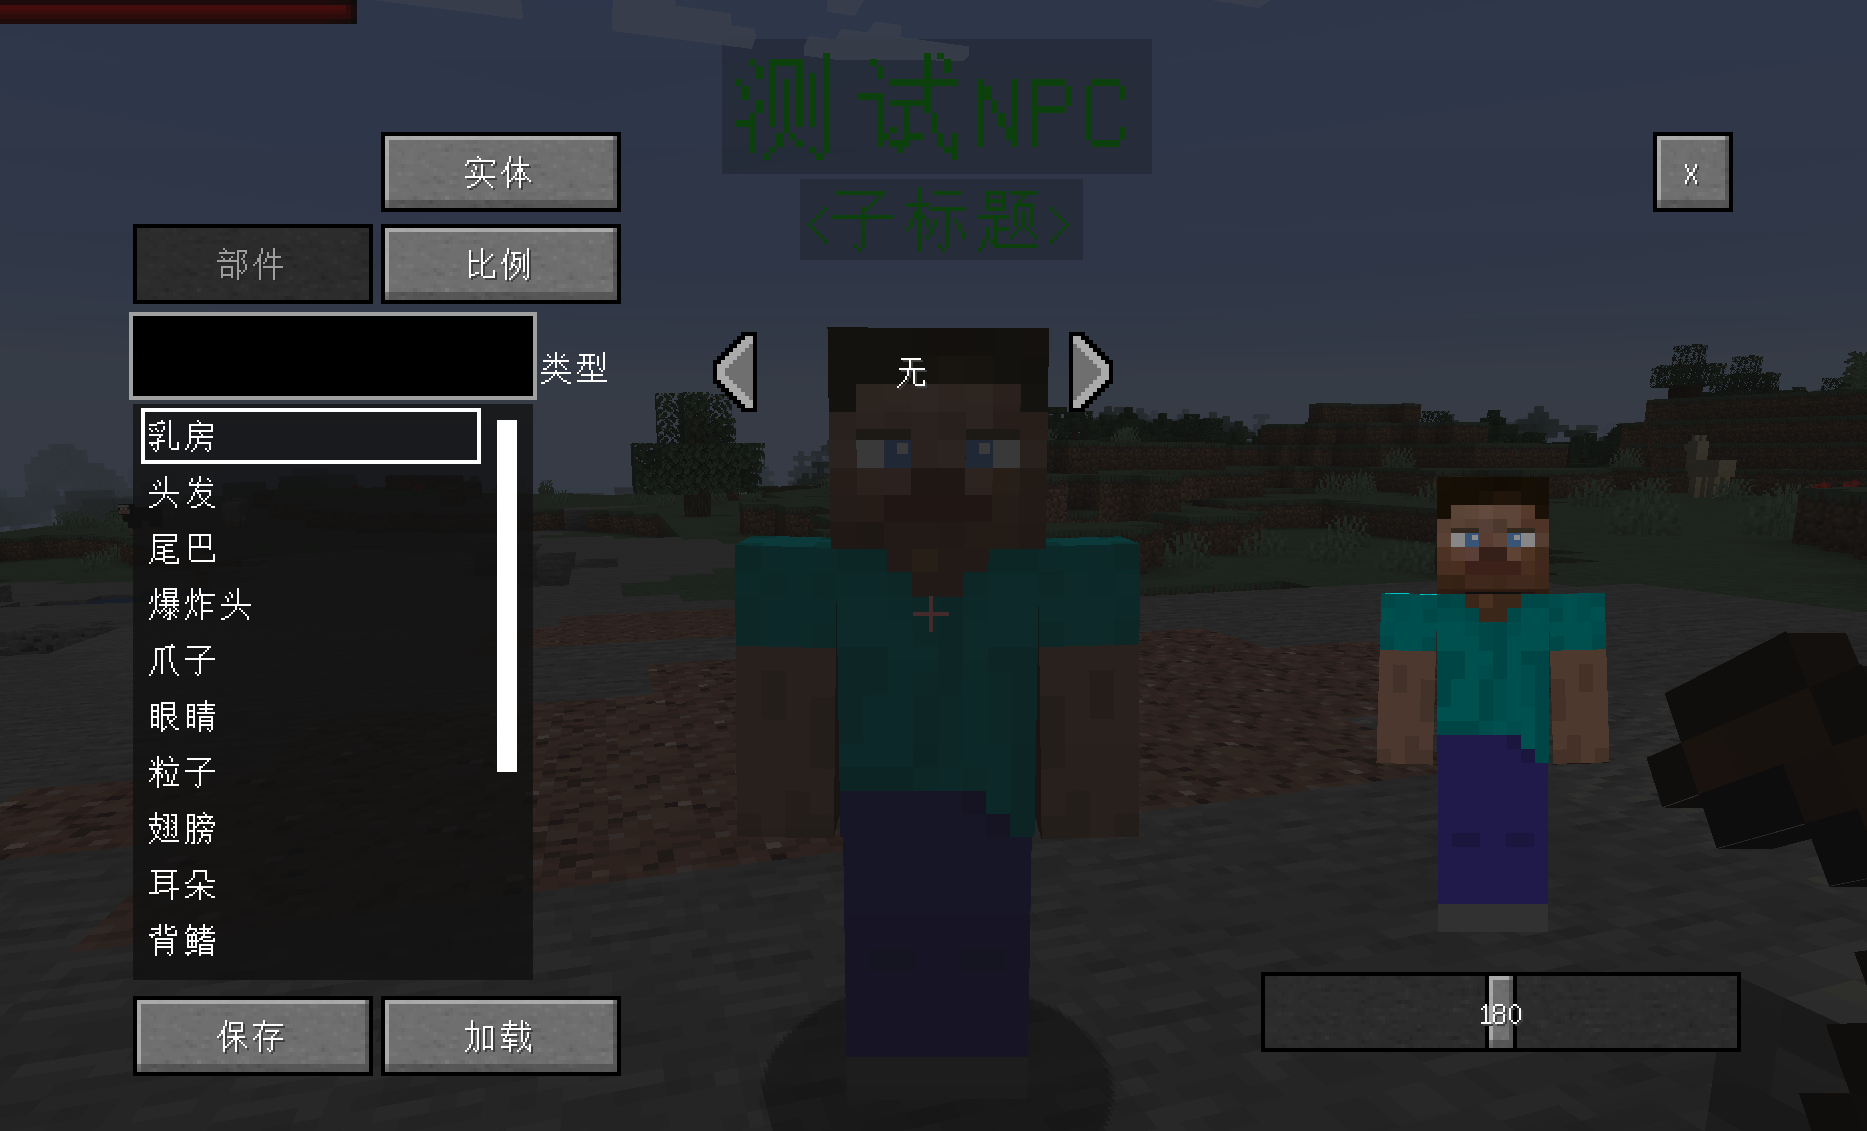 测试NPC
<子标题>
实体
X
部件
比例
类型
无
乳房
头发
尾巴
爆炸头
爪子
眼睛
粒子
翅膀
耳朵
背鳍
180
保存
加载